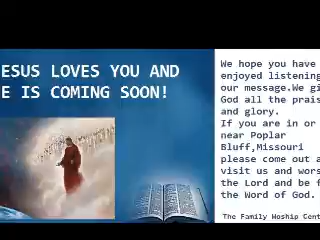 ESUS LOVES YOU AND
E IS COMING SOON!
We hope you have
enjoyed listening
our message.We gi
God all the prais
and glory.
If you are in or
near Poplar
Bluff,Missouri
please come out a
visit us and wors
the Lord and be f
the Word of God.
The Family Woship Cent